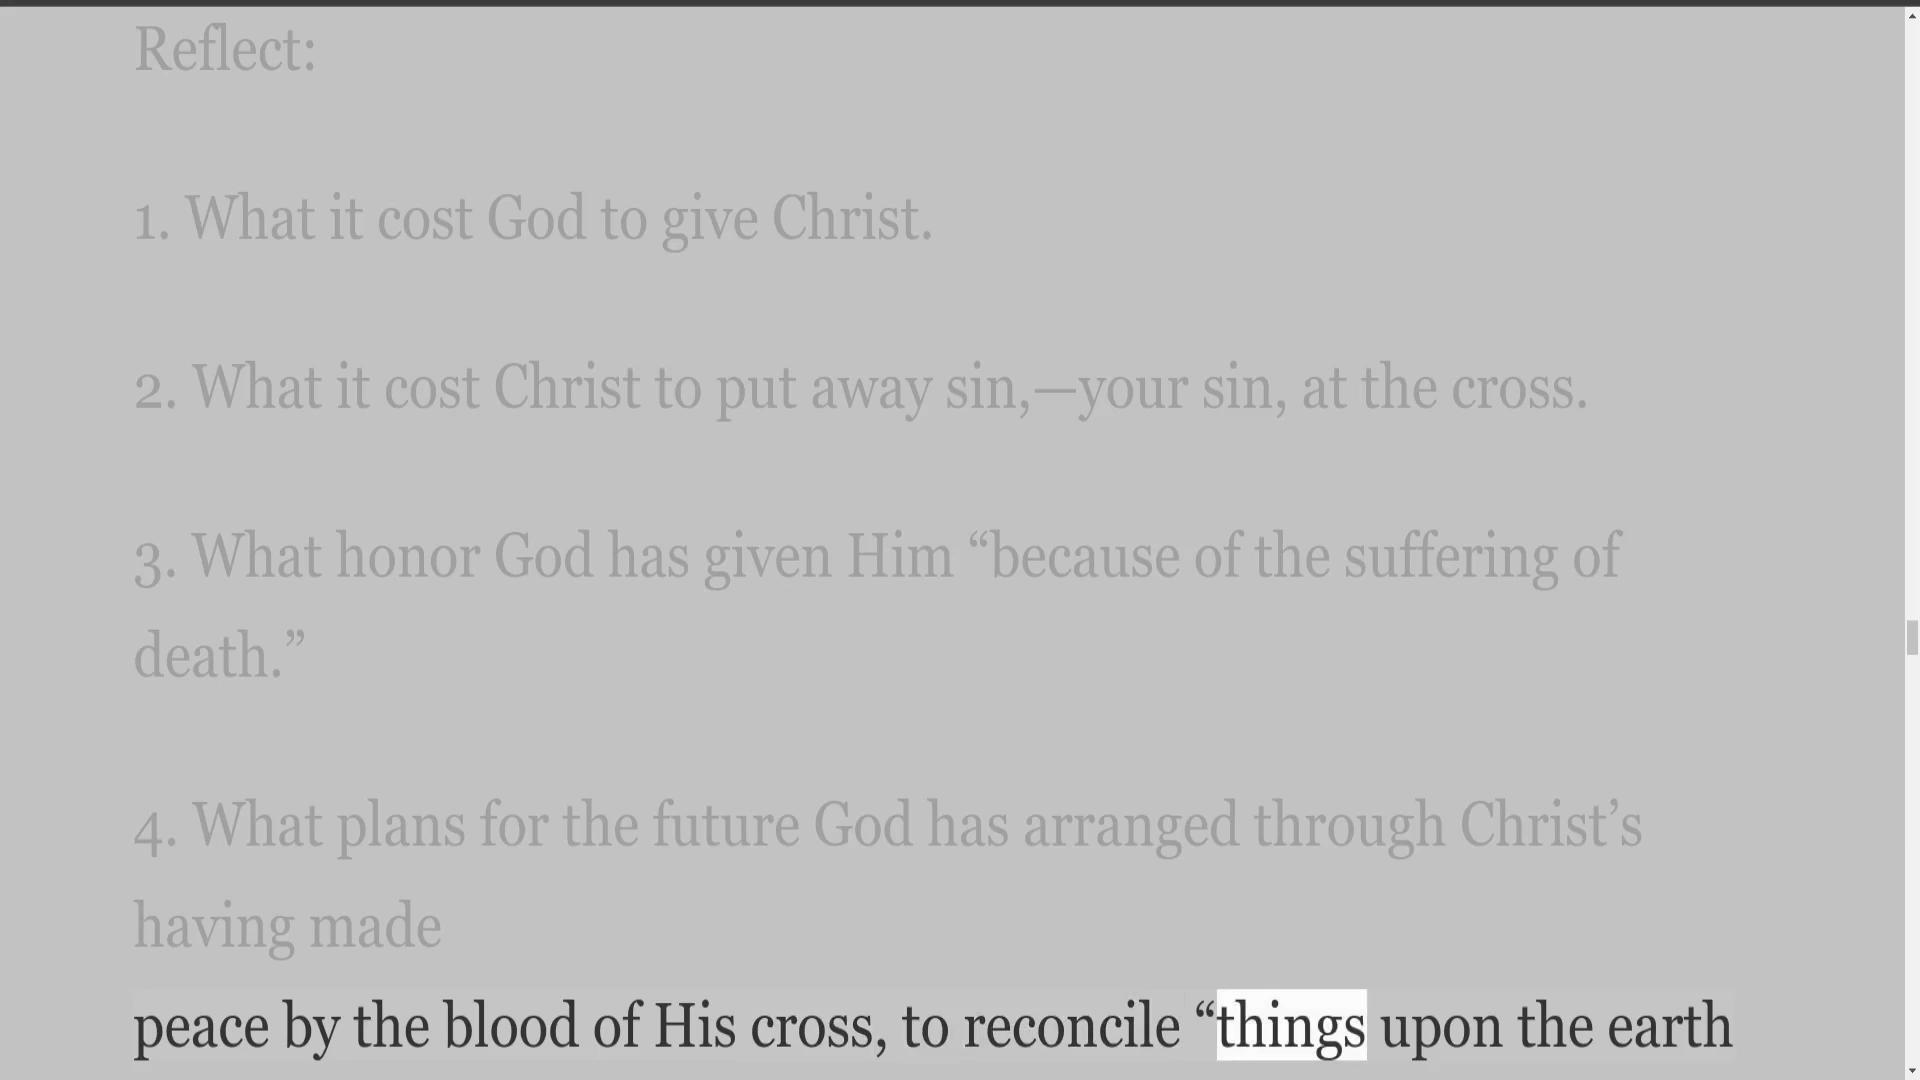 Reflect:
1. What it cost God to give Christ.
2. What it cost Christ to put away sin,—your sin, at the cross.
3. What honor God has given Him “because of the suffering of
death.”
4. What plans for the future God has arranged through Christ’s
having made
peace by the blood of His cross, to reconcile “things upon the earth